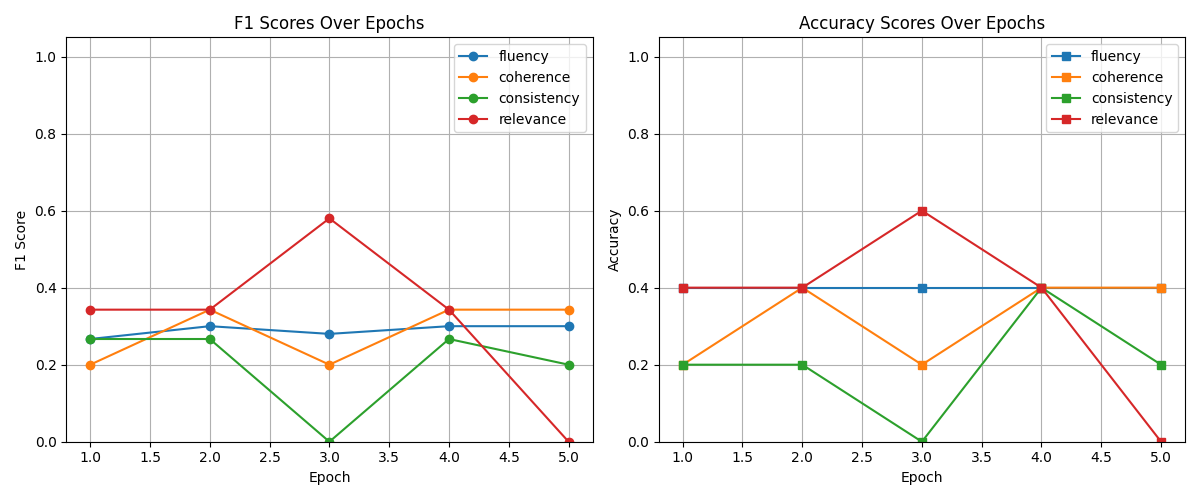 F1 Scores Over Epochs
F1 Score
1.0
0.8
0.6
0.4
0.2
0.0
fluency
coherence
consistency
relevance
1.0 1.5 2.0 2.5 3.0 3.5 4.0 4.5 5.0
Epoch
Accuracy Scores Over Epochs
Accuracy
1.0
0.8
0.6
0.4
0.2
0.0
fluency
coherence
consistency
relevance
1.0 1.5 2.0 2.5 3.0 3.5 4.0 4.5 5.0
Epoch